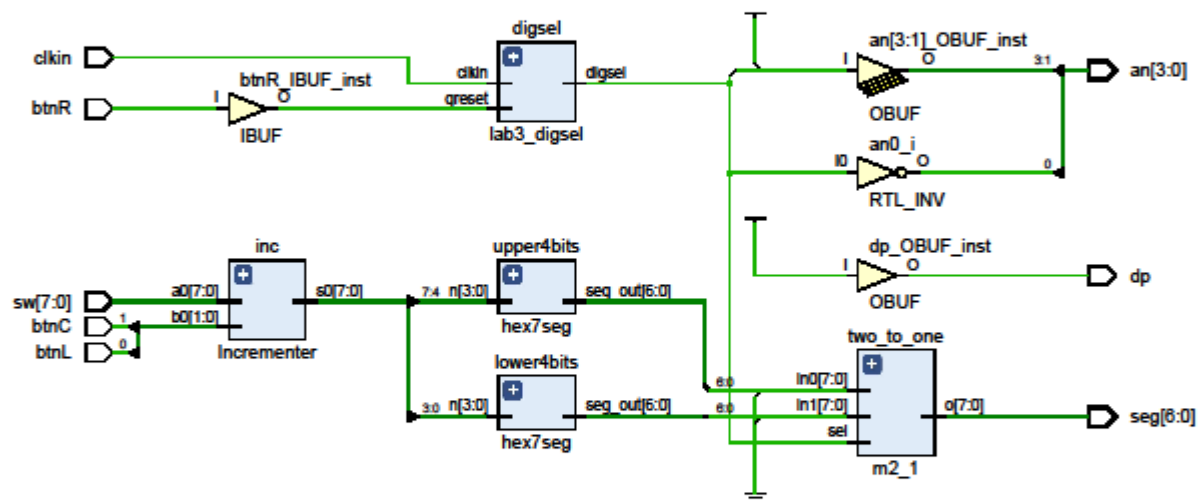 digsel
clkin
clkin
digsel
btnR_IBUF_inst
btnR
I
O
qreset
IBUF
lab3_digsel
an[3:1]_OBUF_inst
I
O
3:1
an[3:0]
OBUF
an0_i
I0
O
0
RTL_INV
inc
upper4bits
dp_OBUF_inst
sw[7:0]
a0[7:0]
s0[7:0]
7:4
n[3:0]
seg_out[6:0]
I
O
dp
OBUF
btnC
1
b0[1:0]
hex7seg
btnL
0
Incrementer
lower4bits
two_to_one
3:0
n[3:0]
seg_out[6:0]
hex7seg
6:0
in0[7:0]
6:0
in1[7:0]
o[7:0]
seg[6:0]
sel
m2_1